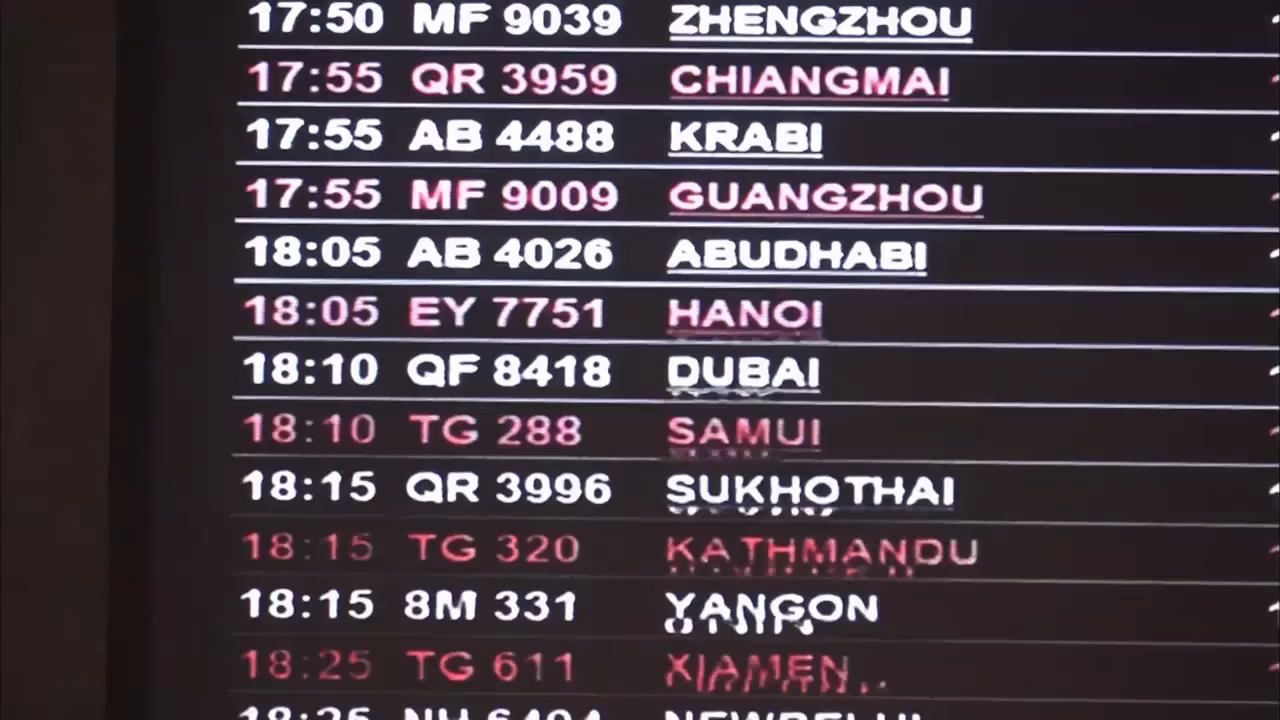 17:50 MF 9039 ZHENGZHOU
17:55 QR 3959 CHIANGMAI
17:55 AB 4488 KRABI
17:55 MF 9009 GUANGZHOU
18:05 AB 4026 ABUDHABI
18:05 EY 7751 HANOI
18:10 QF 8418 DUBAI
18:10 TG 288 SAMUI
18:15 QR 3996 SUKHOTHAI
18:15 TG 320 KATHMANDU
18:15 8M 331 YANGON
18:25 TG 611 XIAMEN
NEWDELHI